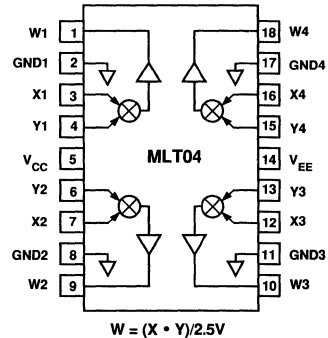 W1 1 18 W4
GND1 2 17 GND4
X1 3 16 X4
Y1 4 15 Y4
VCC 5 MLT04 14 VEE
Y2 6 13 Y3
X2 7 12 X3
GND2 8 11 GND3
W2 9 10 W3
W = (X • Y)/2.5V